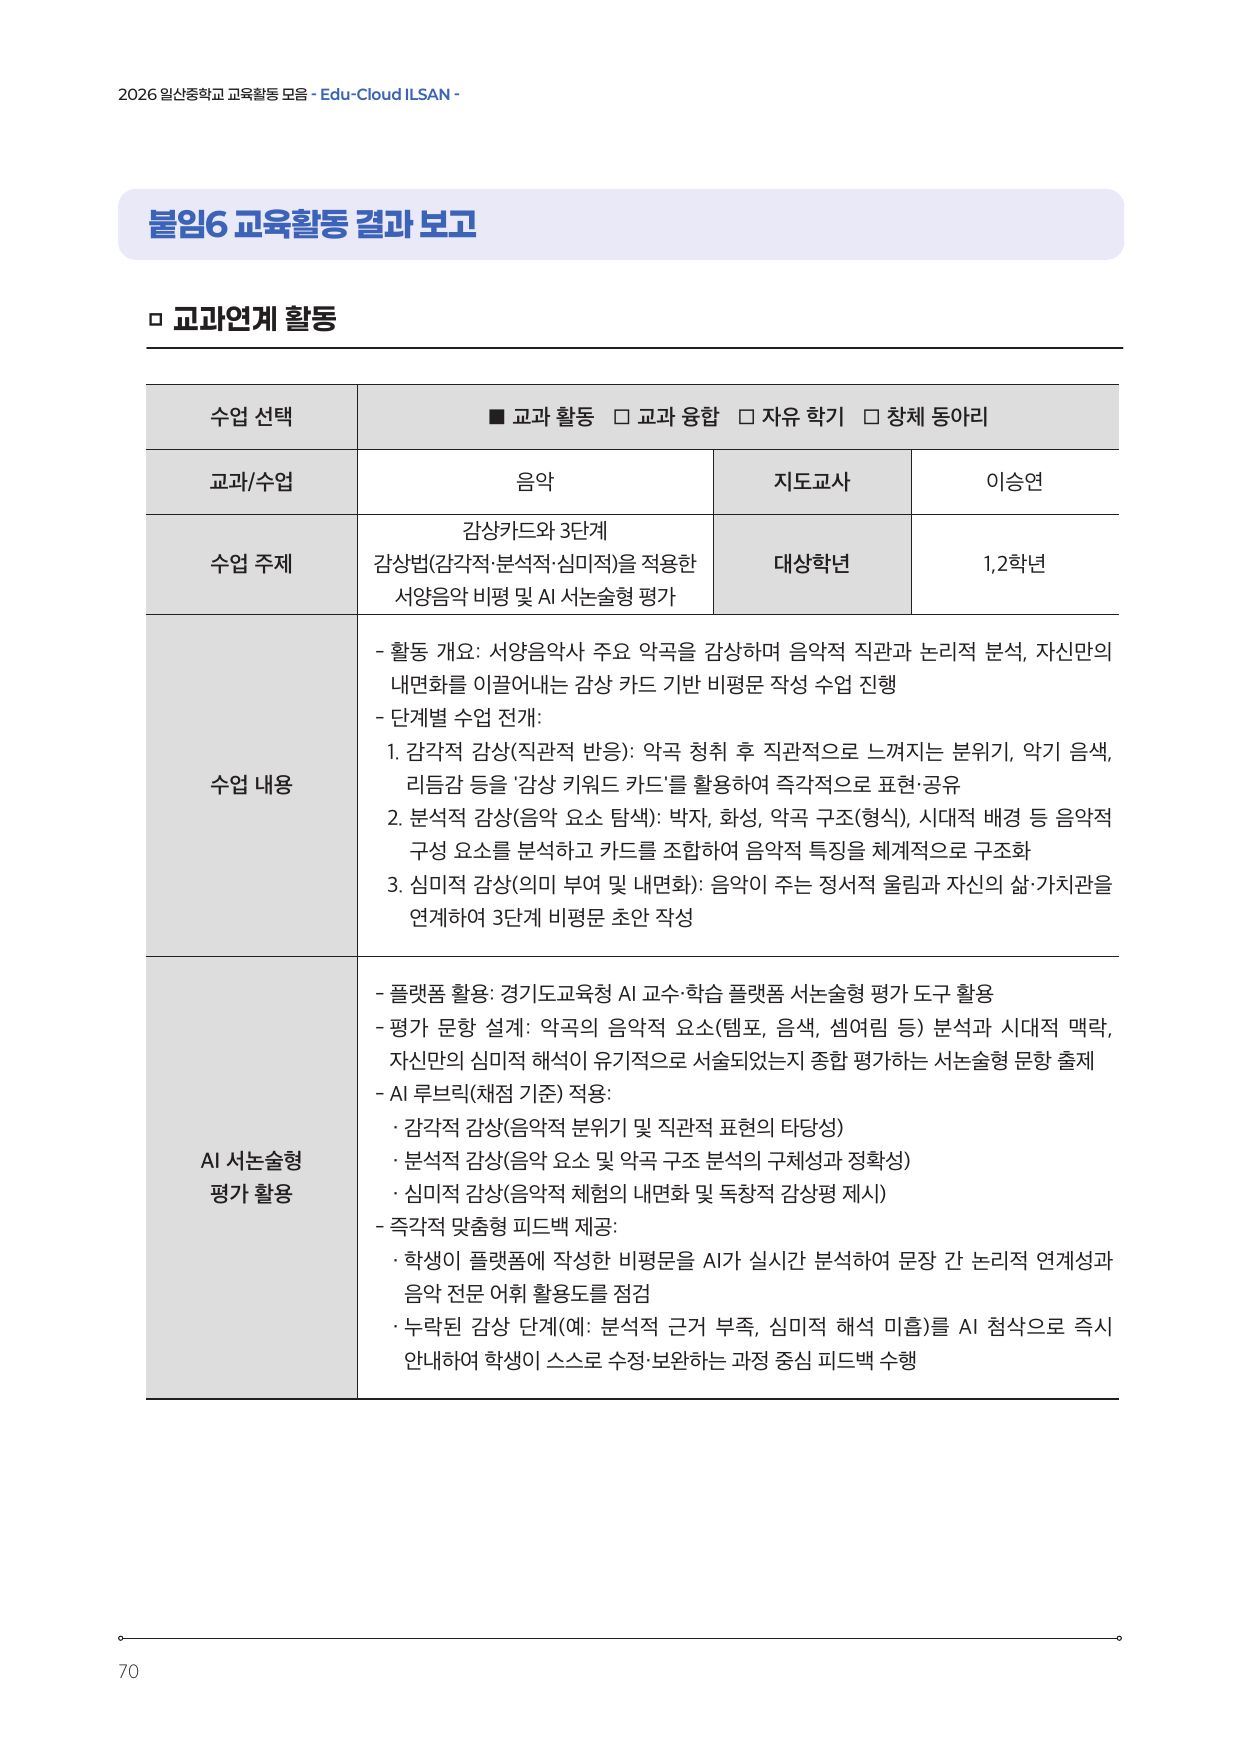 2026 일산중학교 교육활동 모음 - Edu-Cloud ILSAN -
붙임6 교육활동 결과 보고
□ 교과연계 활동
수업 선택
■ 교과 활동 □ 교과 융합 □ 자유 학기 □ 창체 동아리
교과/수업
음악
지도교사
이승연
수업 주제
감상카드와 3단계
감상법(감각적·분석적·심미적)을 적용한
서양음악 비평 및 AI 서논술형 평가
대상학년
1,2학년
수업 내용
- 활동 개요: 서양음악사 주요 악곡을 감상하며 음악적 직관과 논리적 분석, 자신만의
내면화를 이끌어내는 감상 카드 기반 비평문 작성 수업 진행
- 단계별 수업 전개:
1. 감각적 감상(직관적 반응): 악곡 청취 후 직관적으로 느껴지는 분위기, 악기 음색,
리듬감 등을 '감상 키워드 카드'를 활용하여 즉각적으로 표현·공유
2. 분석적 감상(음악 요소 탐색): 박자, 화성, 악곡 구조(형식), 시대적 배경 등 음악적
구성 요소를 분석하고 카드를 조합하여 음악적 특징을 체계적으로 구조화
3. 심미적 감상(의미 부여 및 내면화): 음악이 주는 정서적 울림과 자신의 삶·가치관을
연계하여 3단계 비평문 초안 작성
AI 서논술형
평가 활용
- 플랫폼 활용: 경기도교육청 AI 교수·학습 플랫폼 서논술형 평가 도구 활용
- 평가 문항 설계: 악곡의 음악적 요소(템포, 음색, 셈여림 등) 분석과 시대적 맥락,
자신만의 심미적 해석이 유기적으로 서술되었는지 종합 평가하는 서논술형 문항 출제
- AI 루브릭(채점 기준) 적용:
· 감각적 감상(음악적 분위기 및 직관적 표현의 타당성)
· 분석적 감상(음악 요소 및 악곡 구조 분석의 구체성과 정확성)
· 심미적 감상(음악적 체험의 내면화 및 독창적 감상평 제시)
- 즉각적 맞춤형 피드백 제공:
· 학생이 플랫폼에 작성한 비평문을 AI가 실시간 분석하여 문장 간 논리적 연계성과
음악 전문 어휘 활용도를 점검
· 누락된 감상 단계(예: 분석적 근거 부족, 심미적 해석 미흡)를 AI 첨삭으로 즉시
안내하여 학생이 스스로 수정·보완하는 과정 중심 피드백 수행
70